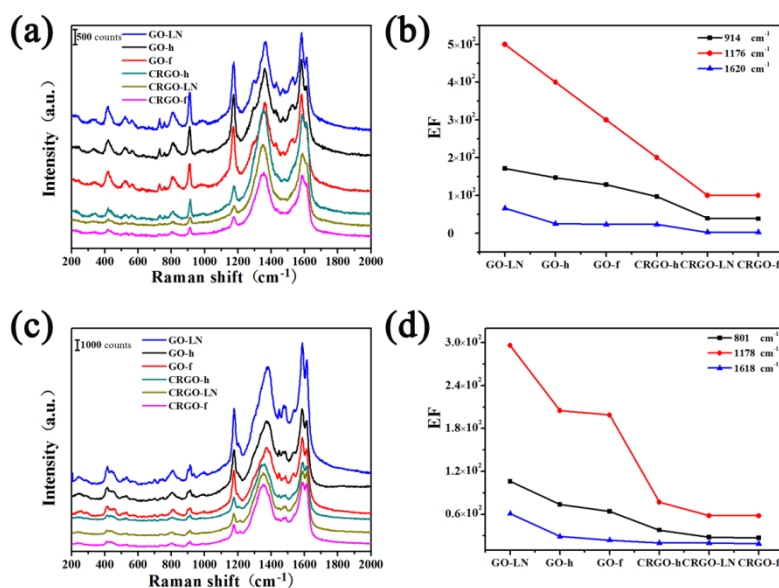 (a)
500 counts
GO-LN
GO-h
GO-f
CRGO-h
CRGO-LN
CRGO-f
Intensity (a.u.)
200 400 600 800 1000 1200 1400 1600 1800 2000
Raman shift (cm-1)
(b)
914 cm-1
1176 cm-1
1620 cm-1
EF
5×10²
4×10²
3×10²
2×10²
1×10²
0
GO-LN GO-h GO-f CRGO-h CRGO-LN CRGO-f
(c)
1000 counts
GO-LN
GO-h
GO-f
CRGO-h
CRGO-LN
CRGO-f
Intensity (a.u.)
200 400 600 800 1000 1200 1400 1600 1800 2000
Raman shift (cm-1)
(d)
801 cm-1
1178 cm-1
1618 cm-1
EF
3.0×10²
2.4×10²
1.8×10²
1.2×10²
0.6×10²
GO-LN GO-h GO-f CRGO-h CRGO-LN CRGO-f